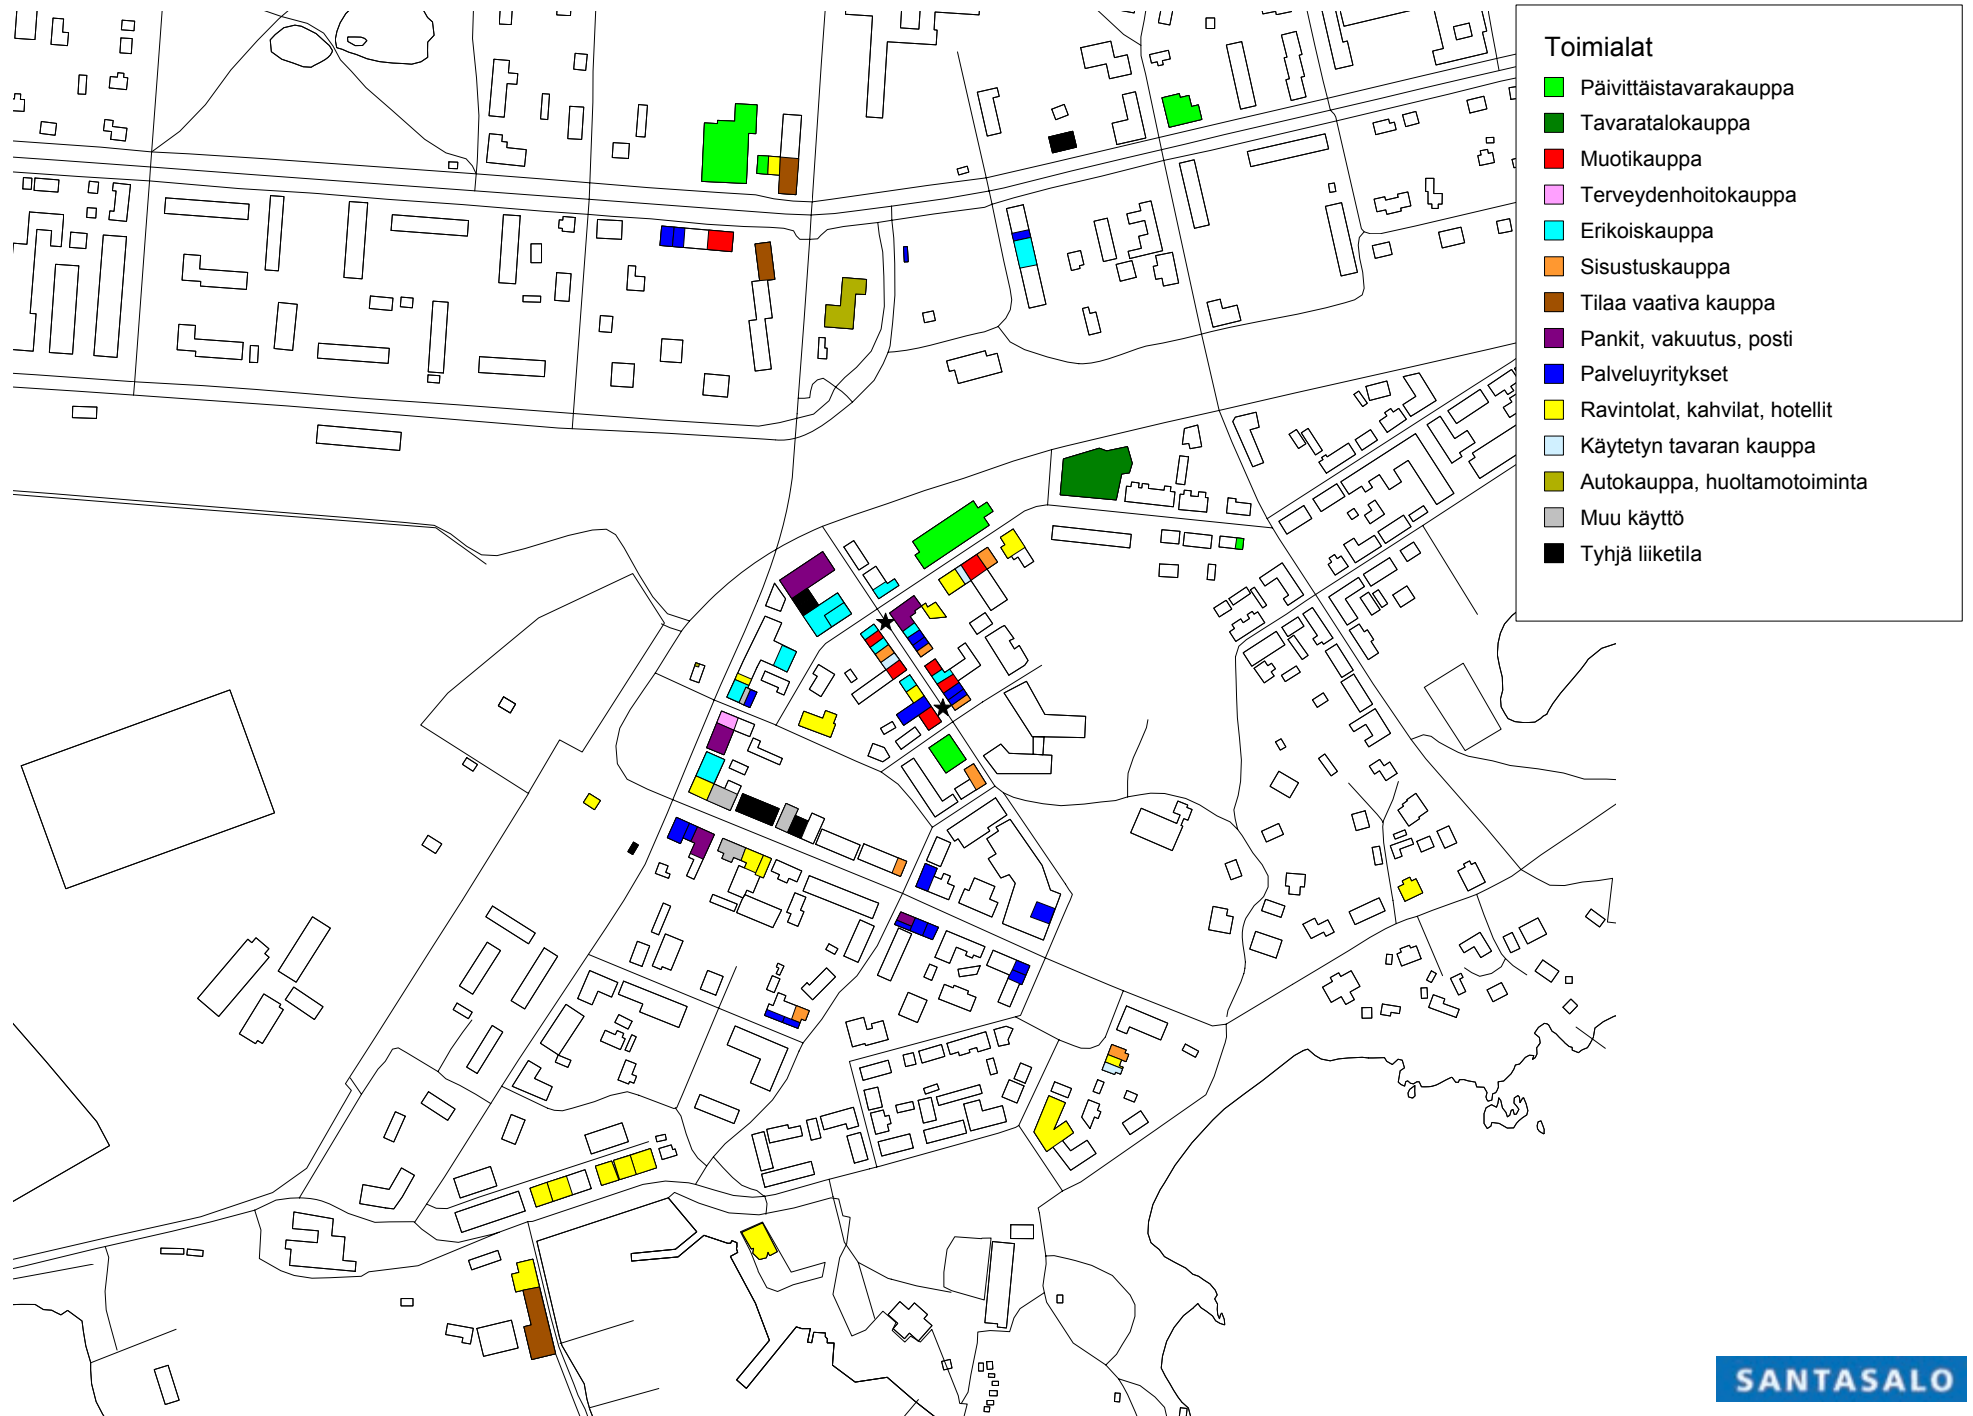 Toimialat
Päivittäistavarakauppa
Tavaratalokauppa
Muotikauppa
Terveydenhoitokauppa
Erikoiskauppa
Sisustuskauppa
Tilaa vaativa kauppa
Pankit, vakuutus, posti
Palveluyritykset
Ravintolat, kahvilat, hotellit
Käytetyn tavaran kauppa
Autokauppa, huoltamotoiminta
Muu käyttö
Tyhjä liiketila
SANTASALO